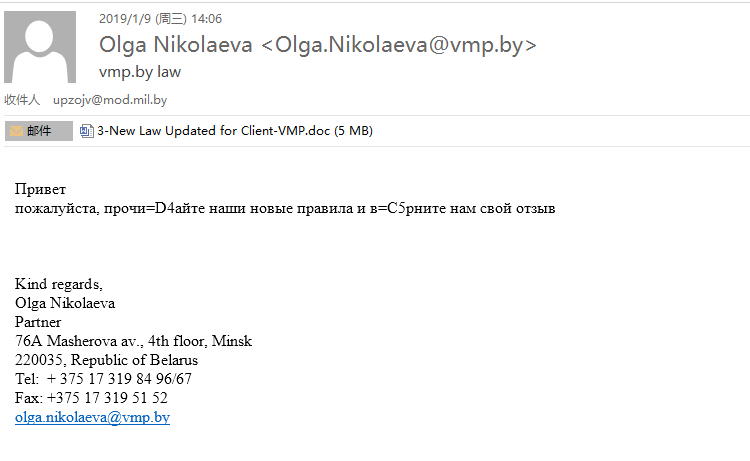 2019/1/9 (周三) 14:06
Olga Nikolaeva <Olga.Nikolaeva@vmp.by>
vmp.by law
收件人 upzojv@mod.mil.by
邮件 3-New Law Updated for Client-VMP.doc (5 MB)
Привет
пожалуйста, прочи=D4айте наши новые правила и в=C5рните нам свой отзыв
Kind regards,
Olga Nikolaeva
Partner
76A Masherova av., 4th floor, Minsk
220035, Republic of Belarus
Tel: + 375 17 319 84 96/67
Fax: +375 17 319 51 52
olga.nikolaeva@vmp.by